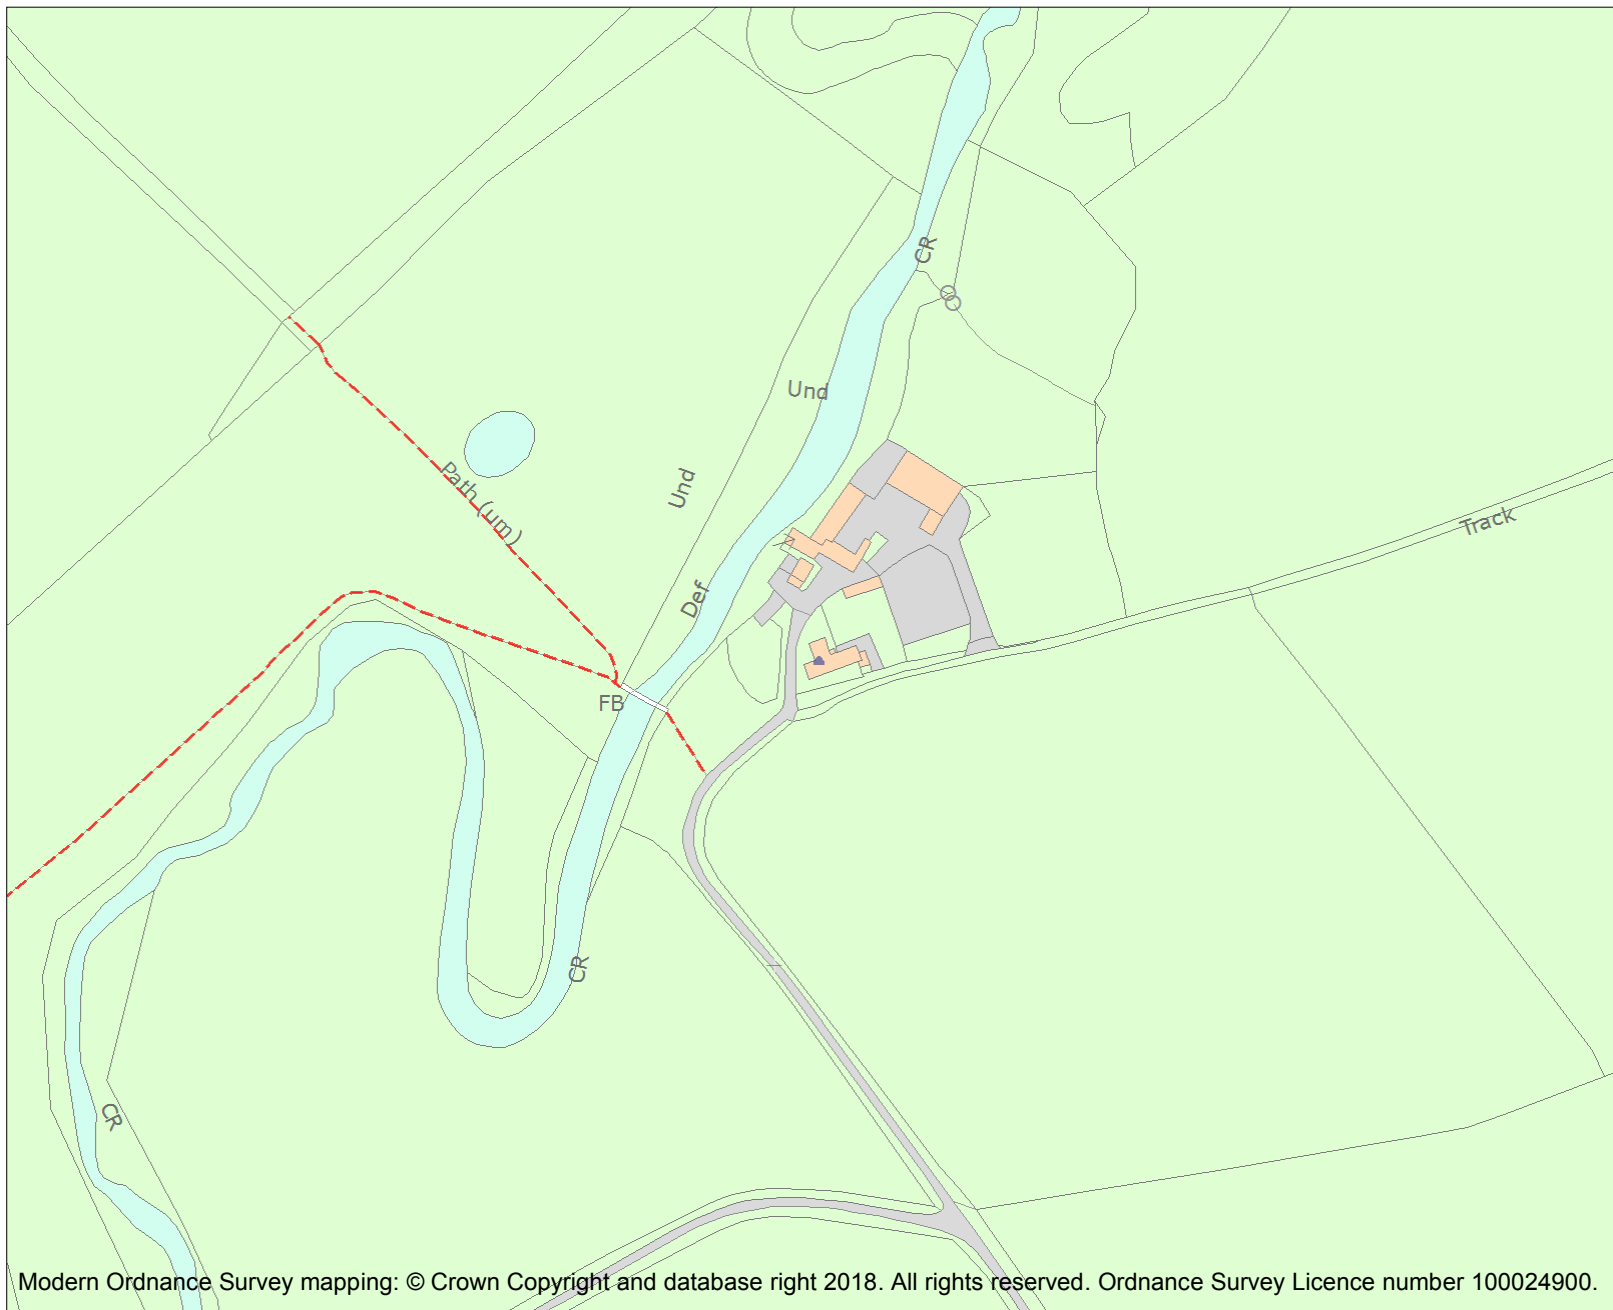 CR
Und
Path (um)
Und
Track
Def
FB
CR
CR
Modern Ordnance Survey mapping: © Crown Copyright and database right 2018. All rights reserved. Ordnance Survey Licence number 100024900.